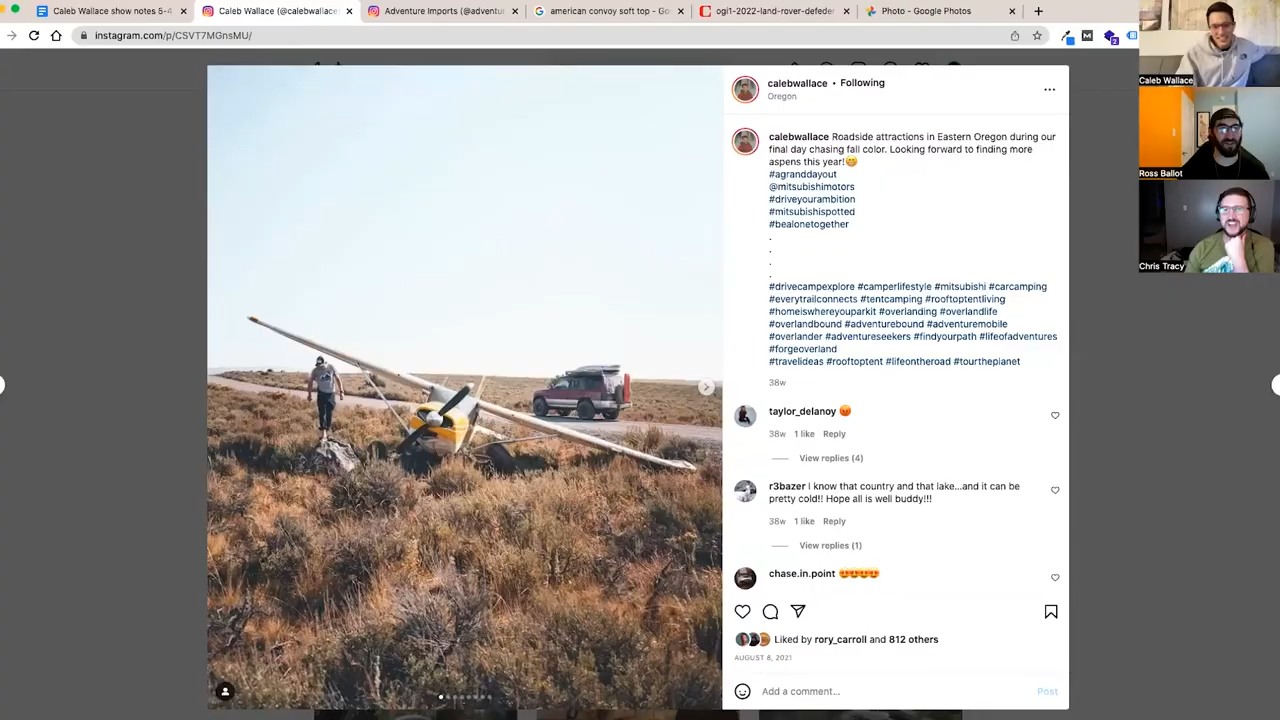 Caleb Wallace show notes 5-4
Caleb Wallace (@calebwallace
Adventure Imports (@adventu
american convoy soft top - Go
ogi1-2022-land-rover-defeder
Photo - Google Photos
instagram.com/p/CSVT7MGnsMU/
calebwallace • Following
Oregon
calebwallace Roadside attractions in Eastern Oregon during our
final day chasing fall color. Looking forward to finding more
aspens this year!😁
#agranddayout
@mitsubishimotors
#driveyourambition
#mitsubishispotted
#bealonetogether
.
.
.
.
#drivecampexplore #camperlifestyle #mitsubishi #carcamping
#everytrailconnects #tentcamping #rooftoptentliving
#homeiswhereyouparkit #overlanding #overlandlife
#overlandbound #adventurebound #adventuremobile
#overlander #adventureseekers #findyourpath #lifeofadventures
#forgeoverland
#travelideas #rooftoptent #lifeontheroad #tourtheplanet
38w
taylor_delanoy 😡
38w 1 like Reply
View replies (4)
r3bazer I know that country and that lake...and it can be
pretty cold!! Hope all is well buddy!!!
38w 1 like Reply
View replies (1)
chase.in.point 😍😍😍😍
Liked by rory_carroll and 812 others
AUGUST 8, 2021
Add a comment...
Post
Caleb Wallace
Ross Ballot
Chris Tracy